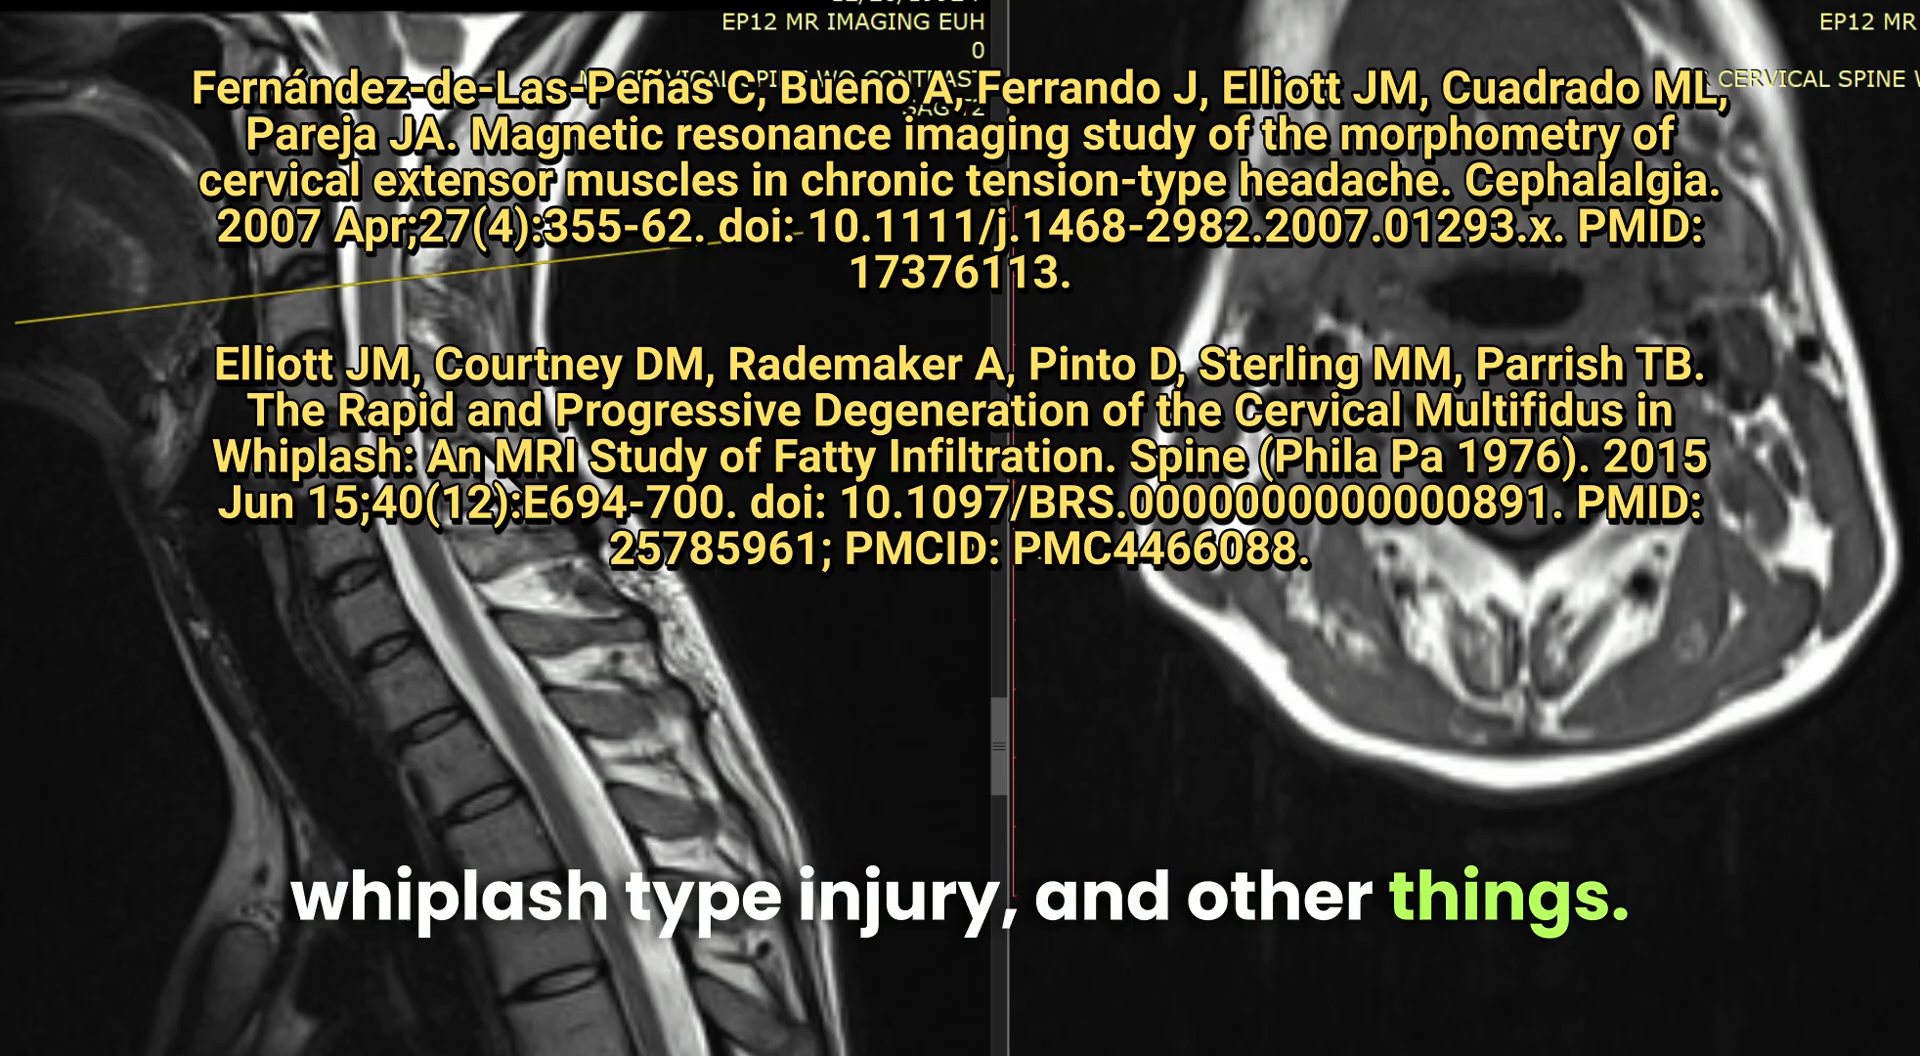 EP12 MR IMAGING EUH
EP12 MR
0
CERVICAL SPINE WO CONTRAST
CERVICAL SPINE W
Fernández-de-Las-Peñas C, Bueno A, Ferrando J, Elliott JM, Cuadrado ML,
Pareja JA. Magnetic resonance imaging study of the morphometry of
cervical extensor muscles in chronic tension-type headache. Cephalalgia.
2007 Apr;27(4):355-62. doi: 10.1111/j.1468-2982.2007.01293.x. PMID:
17376113.
Elliott JM, Courtney DM, Rademaker A, Pinto D, Sterling MM, Parrish TB.
The Rapid and Progressive Degeneration of the Cervical Multifidus in
Whiplash: An MRI Study of Fatty Infiltration. Spine (Phila Pa 1976). 2015
Jun 15;40(12):E694-700. doi: 10.1097/BRS.0000000000000891. PMID:
25785961; PMCID: PMC4466088.
whiplash type injury, and other things.